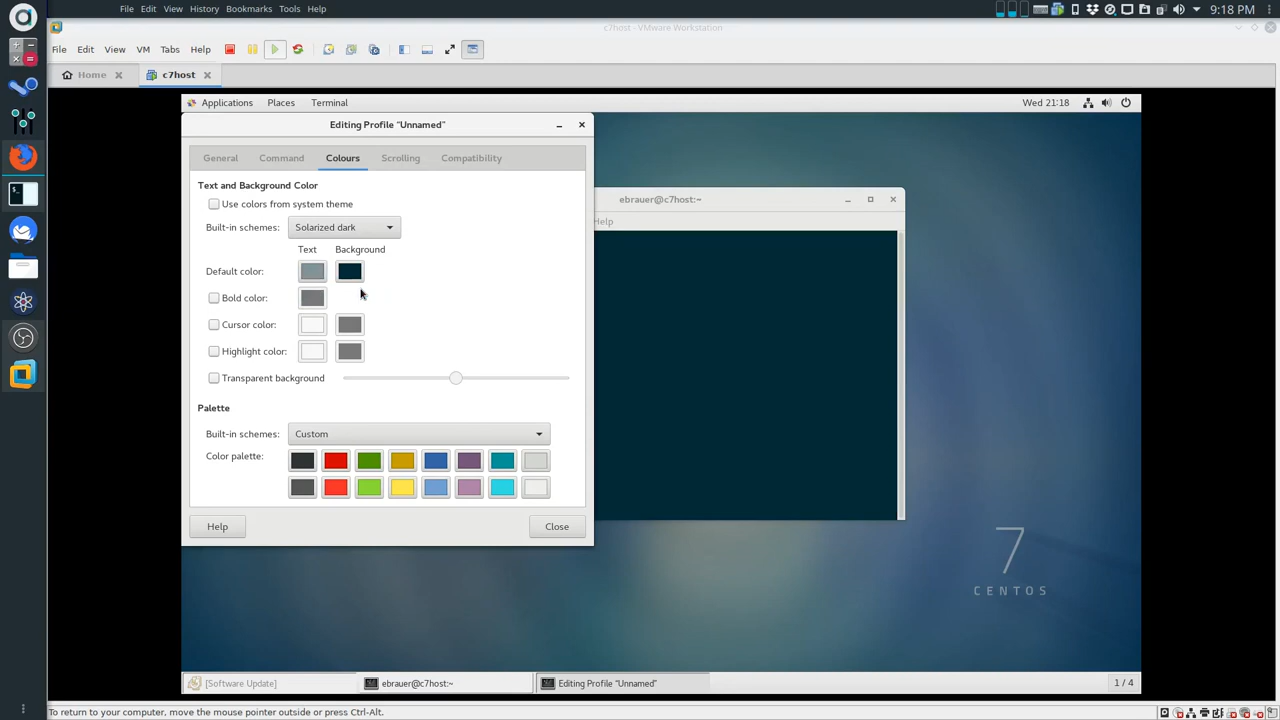 File Edit View History Bookmarks Tools Help
9:18 PM
c7host - VMware Workstation
File Edit View VM Tabs Help
Home
c7host
Applications Places Terminal
Wed 21:18
Editing Profile “Unnamed”
General Command Colours Scrolling Compatibility
Text and Background Color
Use colors from system theme
Built-in schemes: Solarized dark
Text Background
Default color:
Bold color:
Cursor color:
Highlight color:
Transparent background
Palette
Built-in schemes: Custom
Color palette:
Help
Close
ebrauer@c7host:~
Help
7
CENTOS
[Software Update]
ebrauer@c7host:~
Editing Profile “Unnamed”
1 / 4
To return to your computer, move the mouse pointer outside or press Ctrl-Alt.